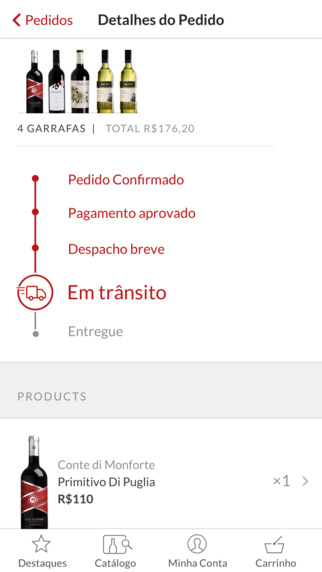 Pedidos
Detalhes do Pedido
4 GARRAFAS | TOTAL R$176,20
Pedido Confirmado
Pagamento aprovado
Despacho breve
Em trânsito
Entregue
PRODUCTS
Conte di Monforte
Primitivo Di Puglia
R$110
×1
Destaques
Catálogo
Minha Conta
Carrinho